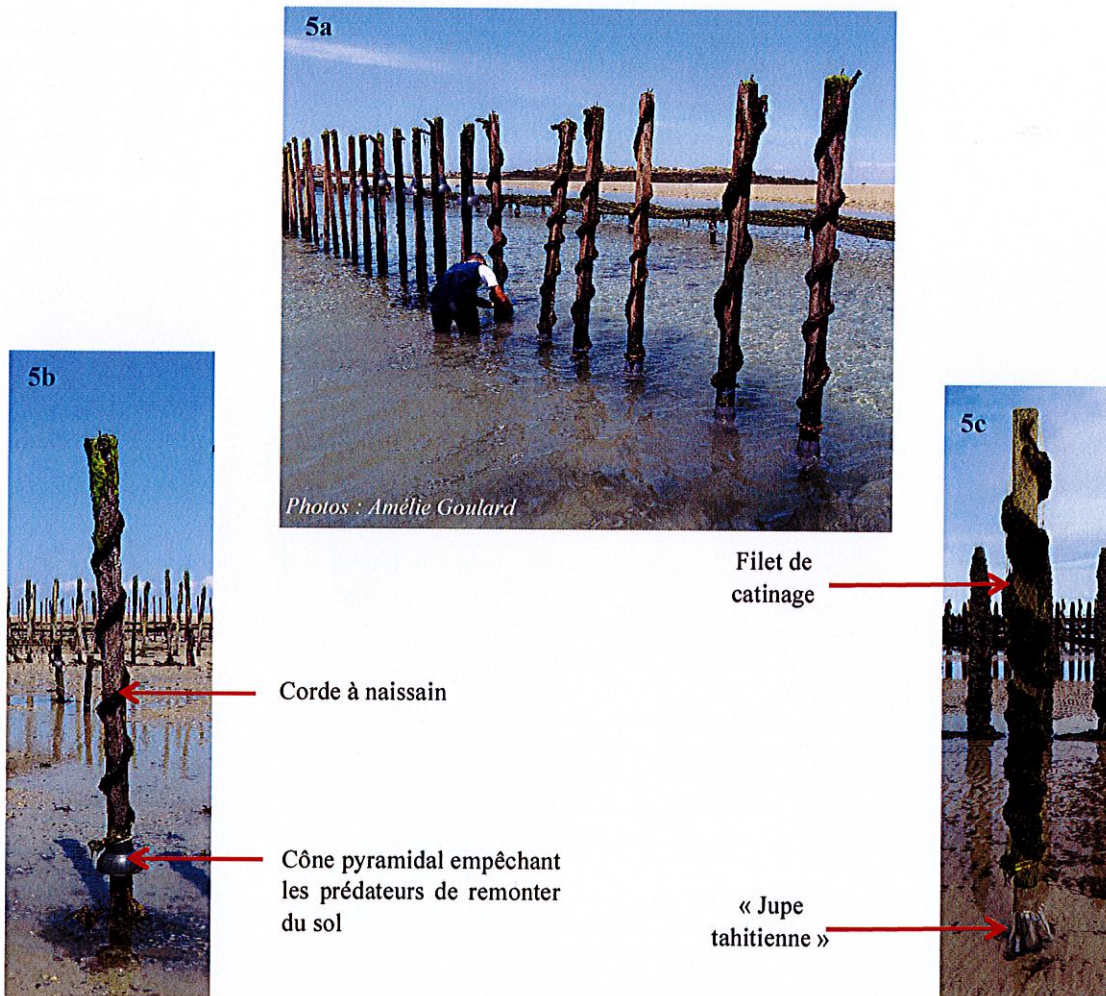 5a
Photos : Amélie Goulard
5b
Corde à naissain
Cône pyramidal empêchant
les prédateurs de remonter
du sol
5c
Filet de
catinage
« Jupe
tahitienne »